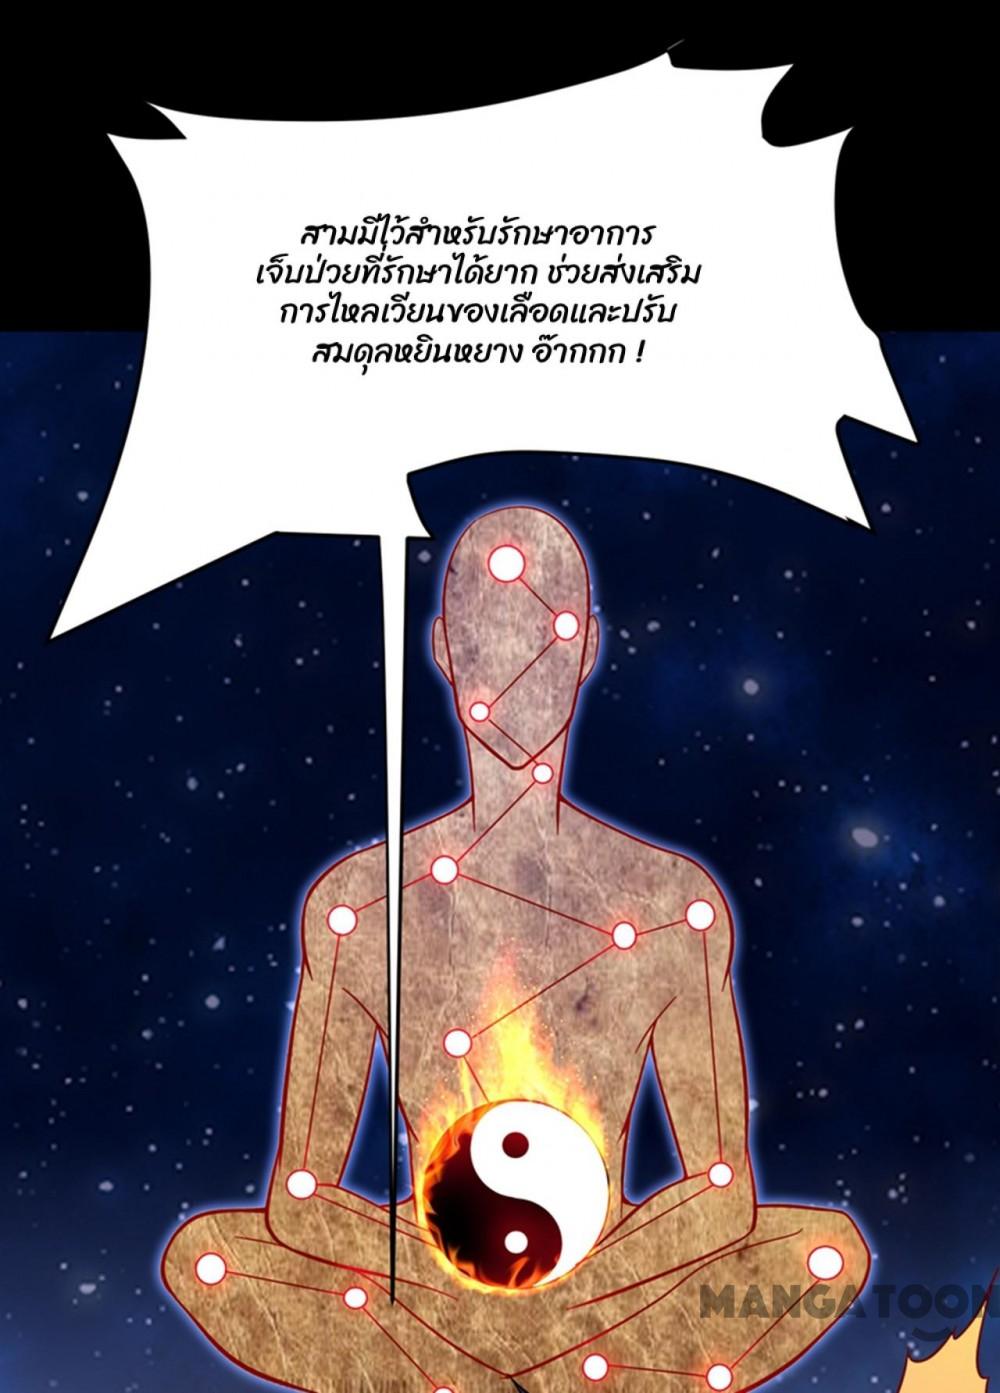 สามมีไว้สำหรับรักษาอาการ
เจ็บป่วยที่รักษาได้ยาก ช่วยส่งเสริม
การไหลเวียนของเลือดและปรับ
สมดุลหยินหยาง อ๊ากกก !
MANGATOON